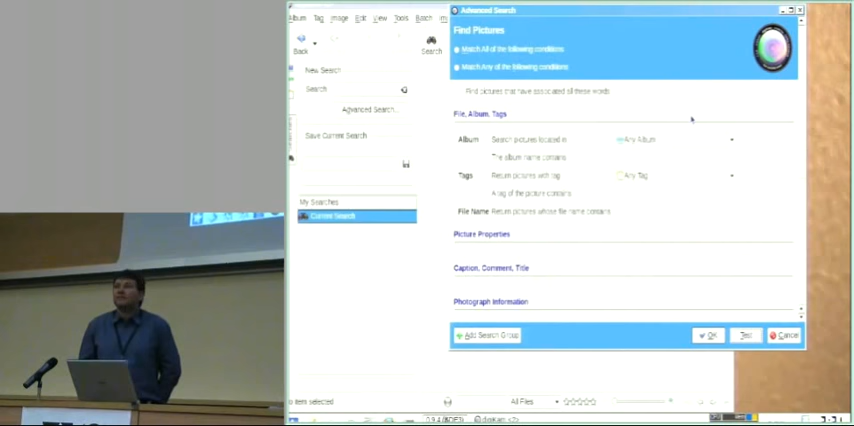 Advanced Search
Album Tag Image Edit View Tools Batch
Find Pictures
Match All of the following conditions
Back
Search
Match Any of the following conditions
New Search
Search
Find pictures that have associated all these words
Advanced Search...
File, Album, Tags
Save Current Search
Album Search pictures located in Any Album
The album name contains
Tags Return pictures with tag Any Tag
A tag of the picture contains
My Searches
Current Search
File Name Return pictures whose file name contains
Picture Properties
Caption, Comment, Title
Photograph Information
Add Search Group OK Test Cancel
item selected
All Files
digiKam <2>